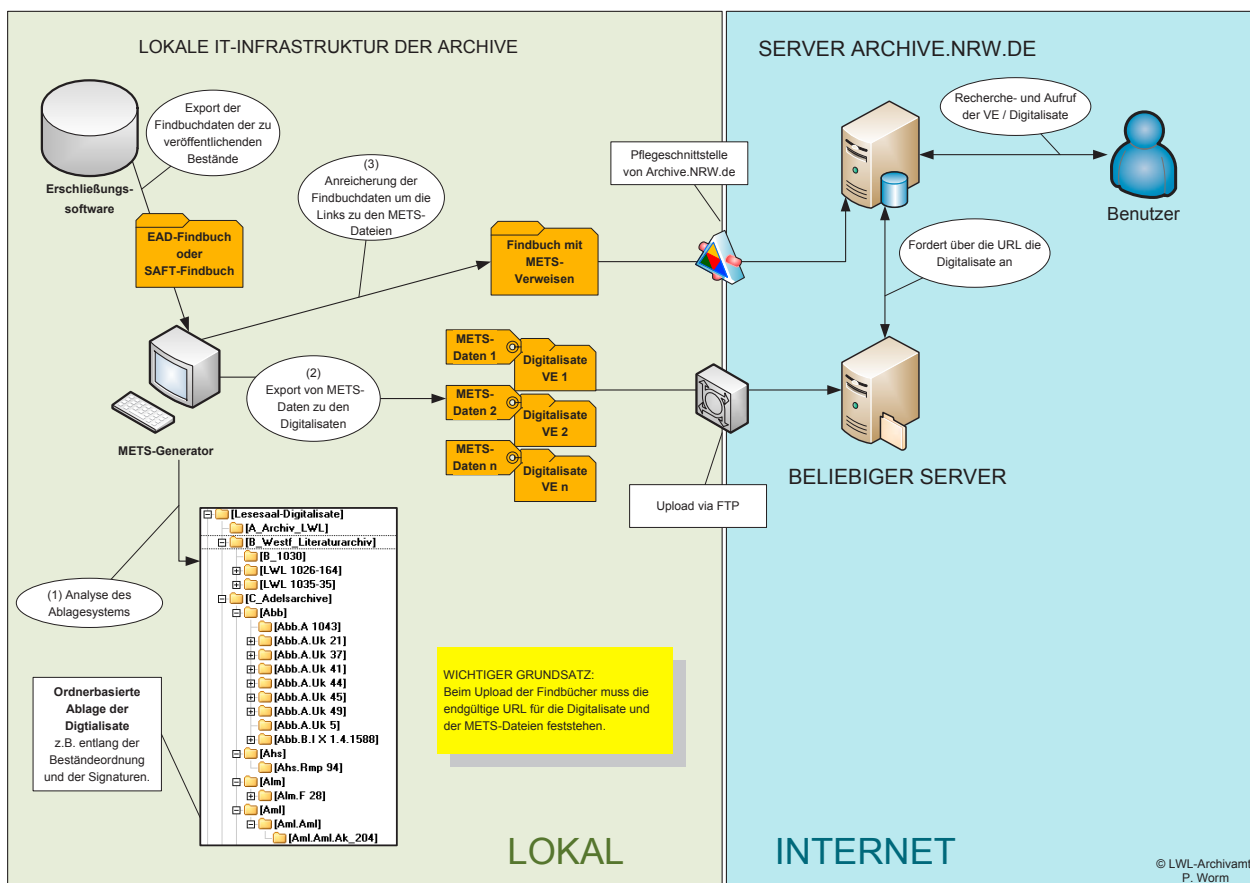 LOKALE IT-INFRASTRUKTUR DER ARCHIVE
SERVER ARCHIVE.NRW.DE
Export der
Findbuchdaten der zu
veröffentlichenden
Bestände
Erschließungs-
software
EAD-Findbuch
oder
SAFT-Findbuch
(3)
Anreicherung der
Findbuchdaten um die
Links zu den METS-
Dateien
Findbuch mit
METS-
Verweisen
Pflegeschnittstelle
von Archive.NRW.de
Recherche- und Aufruf
der VE / Digitalisate
Benutzer
Fordert über die URL die
Digitalisate an
METS-Generator
(2)
Export von METS-
Daten zu den
Digitalisaten
METS-
Daten 1
Digitalisate
VE 1
METS-
Daten 2
Digitalisate
VE 2
METS-
Daten n
Digitalisate
VE n
Upload via FTP
BELIEBIGER SERVER
(1) Analyse des
Ablagesystems
Ordnerbasierte
Ablage der
Digtialisate
z.B. entlang der
Beständeordnung
und der Signaturen.
[Lesesaal-Digitalisate]
[A_Archiv_LWL]
[B_Westf_Literaturarchiv]
[B_1030]
[LWL 1026-164]
[LWL 1035-35]
[C_Adelsarchive]
[Abb]
[Abb.A 1043]
[Abb.A.Uk 21]
[Abb.A.Uk 37]
[Abb.A.Uk 41]
[Abb.A.Uk 44]
[Abb.A.Uk 45]
[Abb.A.Uk 49]
[Abb.A.Uk 5]
[Abb.B.I X 1.4.1588]
[Ahs]
[Ahs.Rmp 94]
[Alm]
[Alm.F 28]
[Aml]
[Aml.Aml]
[Aml.Aml.Ak_204]
WICHTIGER GRUNDSATZ:
Beim Upload der Findbücher muss die
endgültige URL für die Digitalisate und
der METS-Dateien feststehen.
LOKAL
INTERNET
© LWL-Archivamt
P. Worm